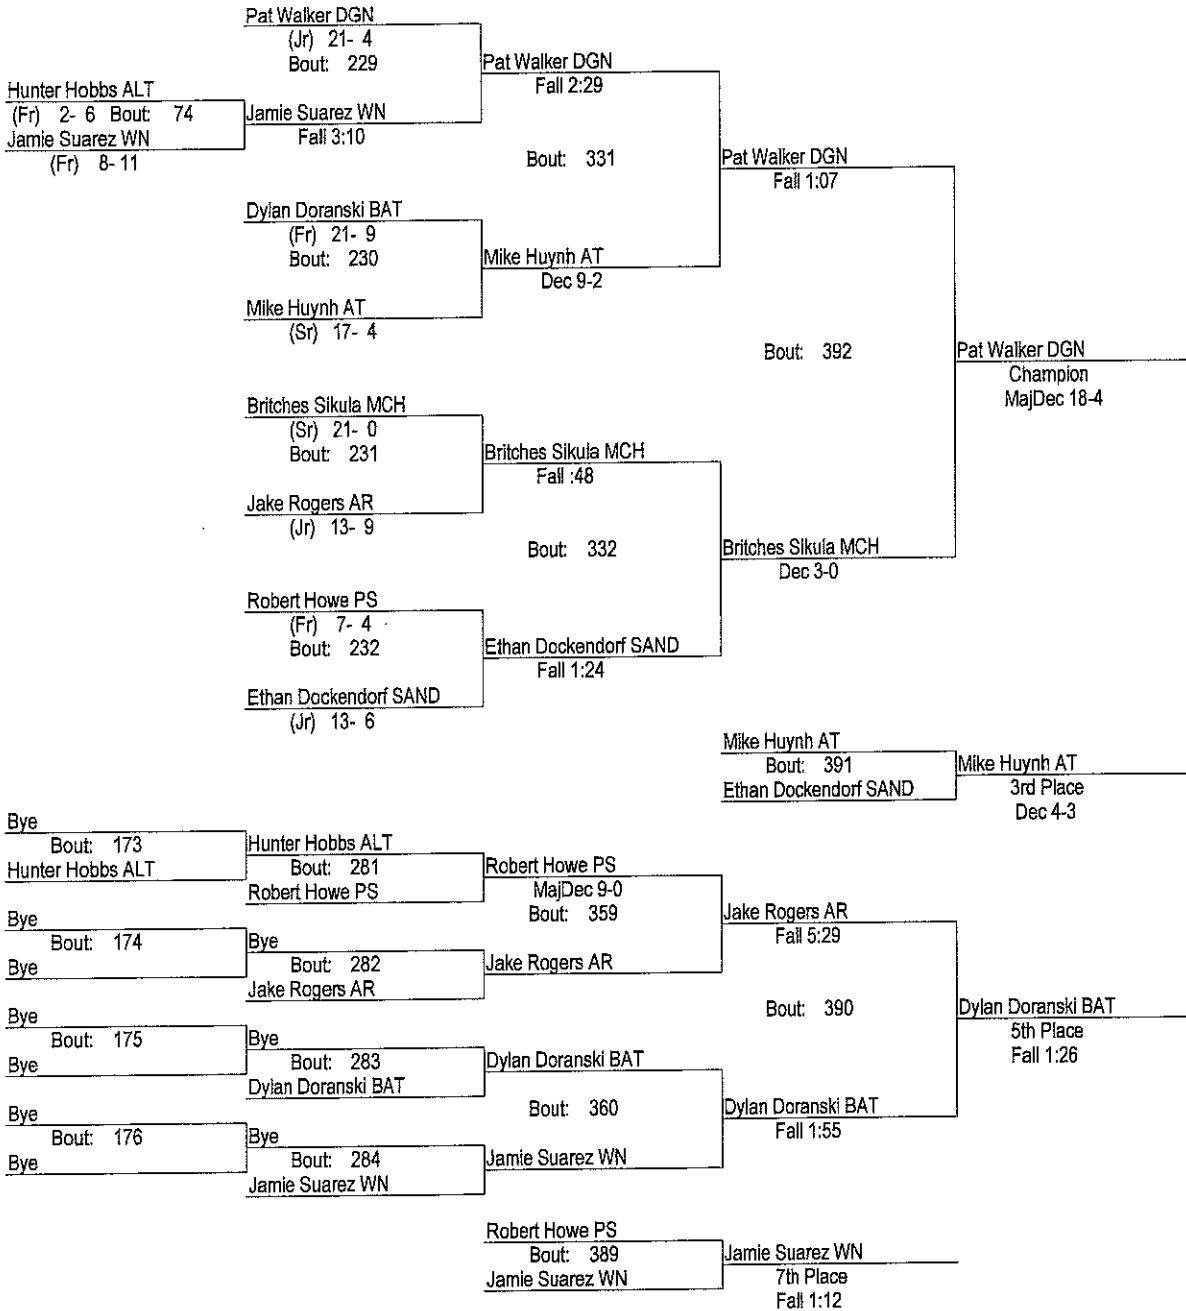 Pat Walker DGN
(Jr) 21- 4
Bout: 229
Pat Walker DGN
Fall 2:29
Hunter Hobbs ALT
(Fr) 2- 6 Bout: 74
Jamie Suarez WN
(Fr) 8- 11
Jamie Suarez WN
Fall 3:10
Bout: 331
Pat Walker DGN
Fall 1:07
Dylan Doranski BAT
(Fr) 21- 9
Bout: 230
Mike Huynh AT
Dec 9-2
Mike Huynh AT
(Sr) 17- 4
Bout: 392
Pat Walker DGN
Champion
MajDec 18-4
Britches Sikula MCH
(Sr) 21- 0
Bout: 231
Britches Sikula MCH
Fall :48
Jake Rogers AR
(Jr) 13- 9
Bout: 332
Britches Sikula MCH
Dec 3-0
Robert Howe PS
(Fr) 7- 4
Bout: 232
Ethan Dockendorf SAND
Fall 1:24
Ethan Dockendorf SAND
(Jr) 13- 6
Mike Huynh AT
Bout: 391
Ethan Dockendorf SAND
Mike Huynh AT
3rd Place
Dec 4-3
Bye
Bout: 173
Hunter Hobbs ALT
Hunter Hobbs ALT
Bout: 281
Robert Howe PS
Robert Howe PS
MajDec 9-0
Bout: 359
Jake Rogers AR
Fall 5:29
Bye
Bout: 174
Bye
Bye
Bout: 282
Jake Rogers AR
Jake Rogers AR
Bout: 390
Dylan Doranski BAT
5th Place
Fall 1:26
Bye
Bout: 175
Bye
Bye
Bout: 283
Dylan Doranski BAT
Dylan Doranski BAT
Bout: 360
Dylan Doranski BAT
Fall 1:55
Bye
Bout: 176
Bye
Bye
Bout: 284
Jamie Suarez WN
Jamie Suarez WN
Robert Howe PS
Bout: 389
Jamie Suarez WN
Jamie Suarez WN
7th Place
Fall 1:12